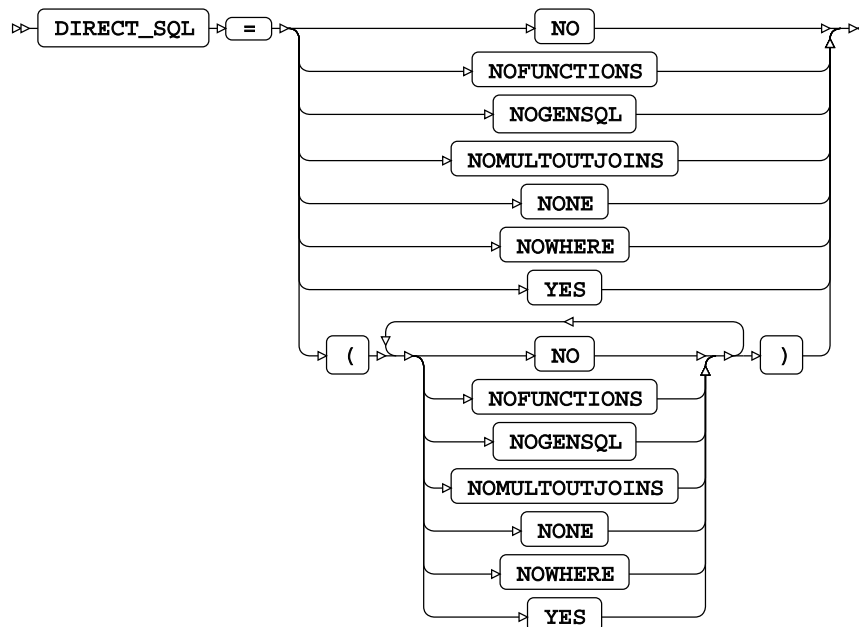 DIRECT_SQL = NO
NOFUNCTIONS
NOGENSQL
NOMULTOUTJOINS
NONE
NOWHERE
YES
( NO )
NOFUNCTIONS
NOGENSQL
NOMULTOUTJOINS
NONE
NOWHERE
YES